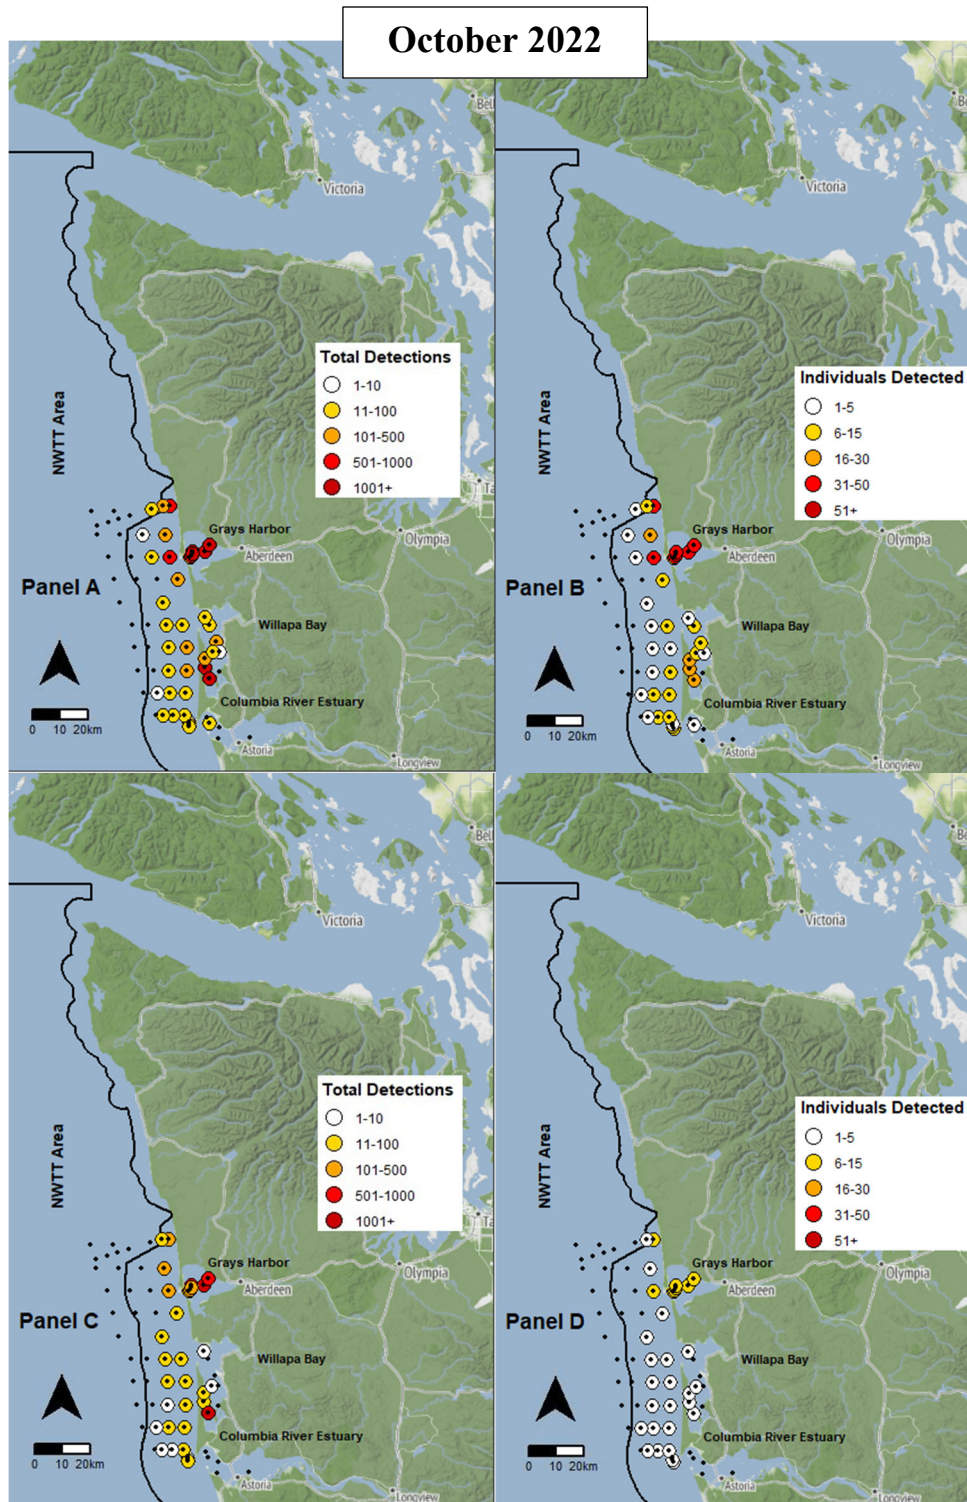 October 2022
Bel
Victoria
Total Detections
1-10
11-100
101-500
501-1000
1001+
NWTT Area
Ta
Grays Harbor
Aberdeen
Olympia
Panel A
Willapa Bay
Columbia River Estuary
0 10 20km
Astoria
Longview
Be
Victoria
Individuals Detected
1-5
6-15
16-30
31-50
51+
NWTT Area
Grays Harbor
Aberdeen
Olympia
Panel B
Willapa Bay
Columbia River Estuary
0 10 20km
Astoria
Longview
Bel
Victoria
Total Detections
1-10
11-100
101-500
501-1000
1001+
NWTT Area
Ta
Grays Harbor
Aberdeen
Olympia
Panel C
Willapa Bay
Columbia River Estuary
0 10 20km
Astoria
Longview
Be
Victoria
Individuals Detected
1-5
6-15
16-30
31-50
51+
NWTT Area
Grays Harbor
Aberdeen
Olympia
Panel D
Willapa Bay
Columbia River Estuary
0 10 20km
Astoria
Longview